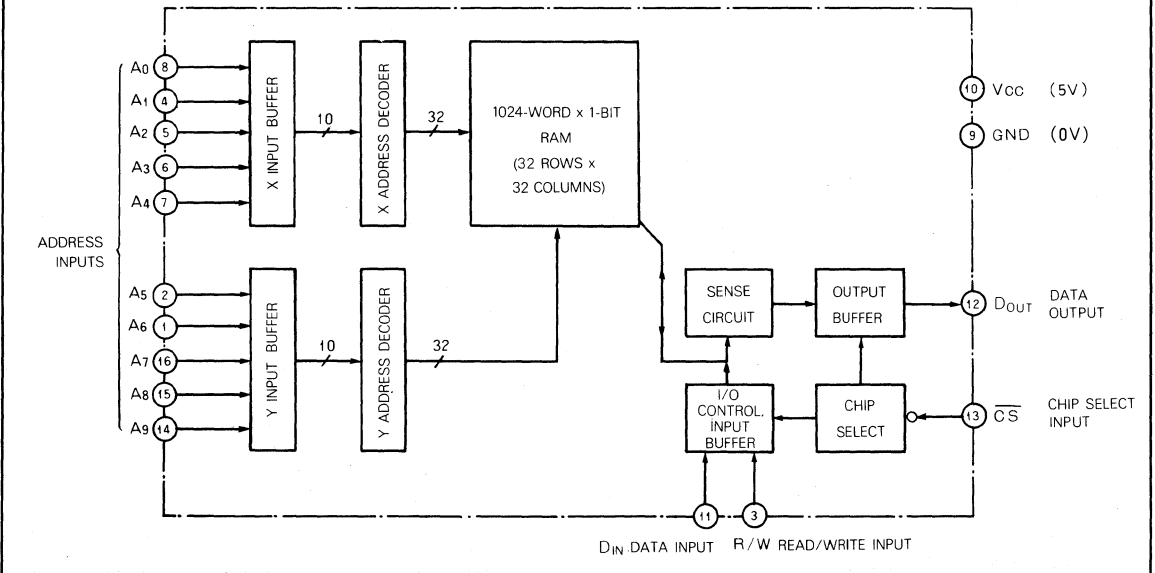 A0 8
A1 4
A2 5
A3 6
A4 7
ADDRESS
INPUTS
A5 2
A6 1
A7 16
A8 15
A9 14
X INPUT BUFFER
10
X ADDRESS DECODER
32
1024-WORD x 1-BIT
RAM
(32 ROWS x
32 COLUMNS)
Y INPUT BUFFER
10
Y ADDRESS DECODER
32
10 VCC (5V)
9 GND (0V)
SENSE
CIRCUIT
OUTPUT
BUFFER
12 DOUT DATA
OUTPUT
I/O
CONTROL,
INPUT
BUFFER
CHIP
SELECT
13 CS CHIP SELECT
INPUT
11
3
DIN DATA INPUT
R/W READ/WRITE INPUT